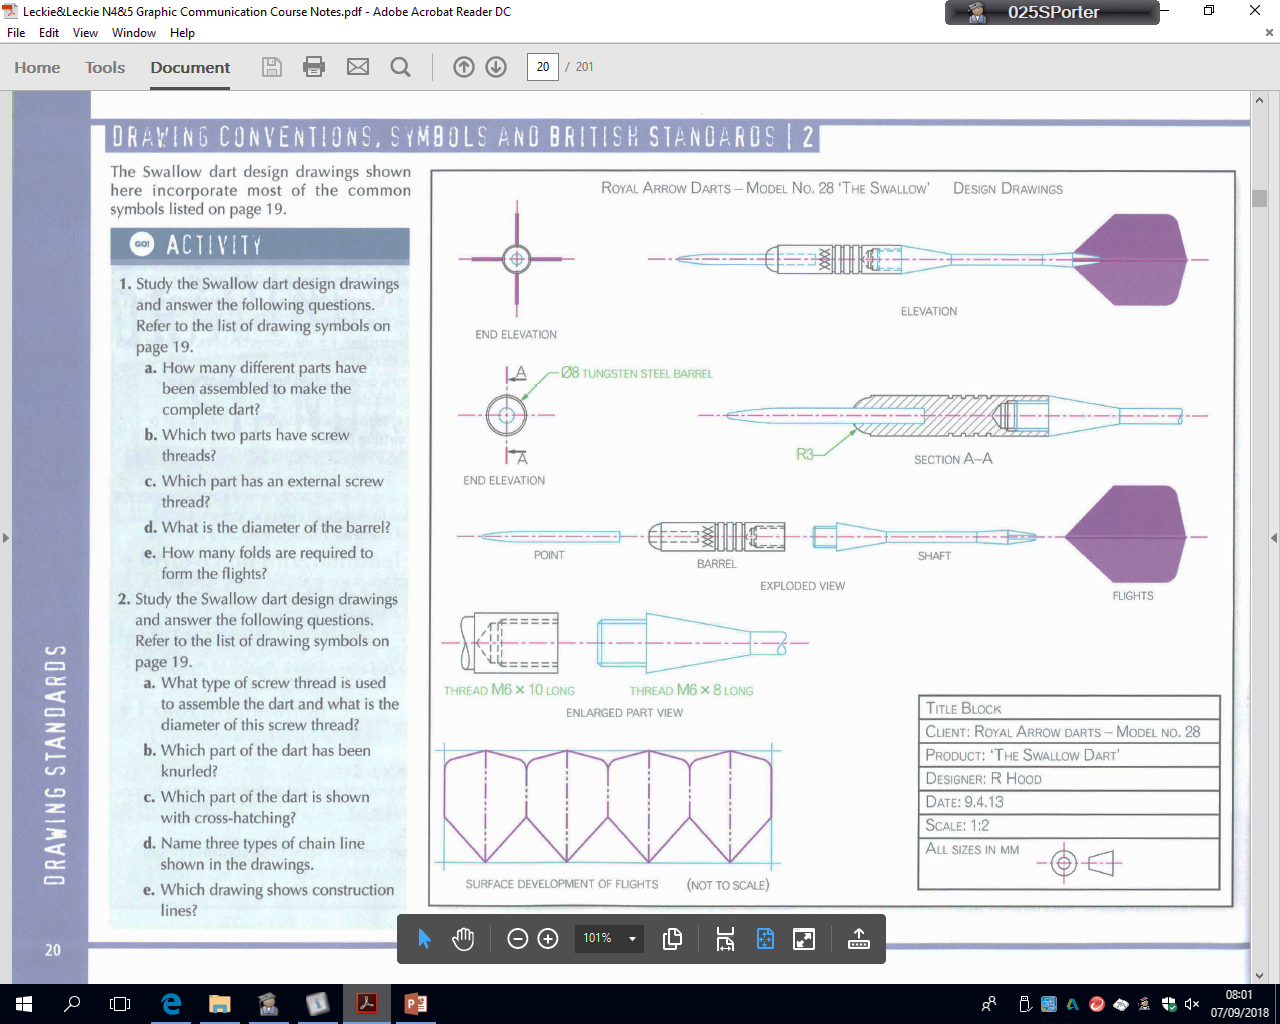 Leckie&Leckie N4&5 Graphic Communication Course Notes.pdf - Adobe Acrobat Reader DC
025SPorter
File Edit View Window Help
Home Tools Document
20 / 201
DRAWING CONVENTIONS, SYMBOLS AND BRITISH STANDARDS | 2
The Swallow dart design drawings shown
here incorporate most of the common
symbols listed on page 19.
GO! ACTIVITY
1. Study the Swallow dart design drawings
and answer the following questions.
Refer to the list of drawing symbols on
page 19.
a. How many different parts have
been assembled to make the
complete dart?
b. Which two parts have screw
threads?
c. Which part has an external screw
thread?
d. What is the diameter of the barrel?
e. How many folds are required to
form the flights?
2. Study the Swallow dart design drawings
and answer the following questions.
Refer to the list of drawing symbols on
page 19.
a. What type of screw thread is used
to assemble the dart and what is the
diameter of this screw thread?
b. Which part of the dart has been
knurled?
c. Which part of the dart is shown
with cross-hatching?
d. Name three types of chain line
shown in the drawings.
e. Which drawing shows construction
lines?
ROYAL ARROW DARTS – MODEL NO. 28 'THE SWALLOW' DESIGN DRAWINGS
END ELEVATION
ELEVATION
A
Ø8 TUNGSTEN STEEL BARREL
A
END ELEVATION
R3
SECTION A–A
POINT
BARREL
SHAFT
FLIGHTS
EXPLODED VIEW
THREAD M6 × 10 LONG
THREAD M6 × 8 LONG
ENLARGED PART VIEW
SURFACE DEVELOPMENT OF FLIGHTS (NOT TO SCALE)
TITLE BLOCK
CLIENT: ROYAL ARROW DARTS – MODEL NO. 28
PRODUCT: 'THE SWALLOW DART'
DESIGNER: R HOOD
DATE: 9.4.13
SCALE: 1:2
ALL SIZES IN MM
DRAWING STANDARDS
20
101%
08:01
07/09/2018